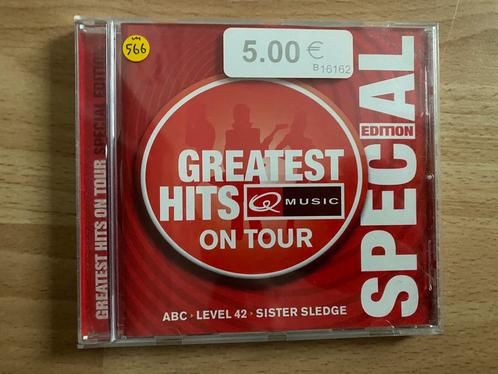 566
5.00€
B16162
GREATEST HITS ON TOUR SPECIAL EDITION
GREATEST
HITS Q MUSIC
ON TOUR
SPECIAL
EDITION
ABC · LEVEL 42 · SISTER SLEDGE